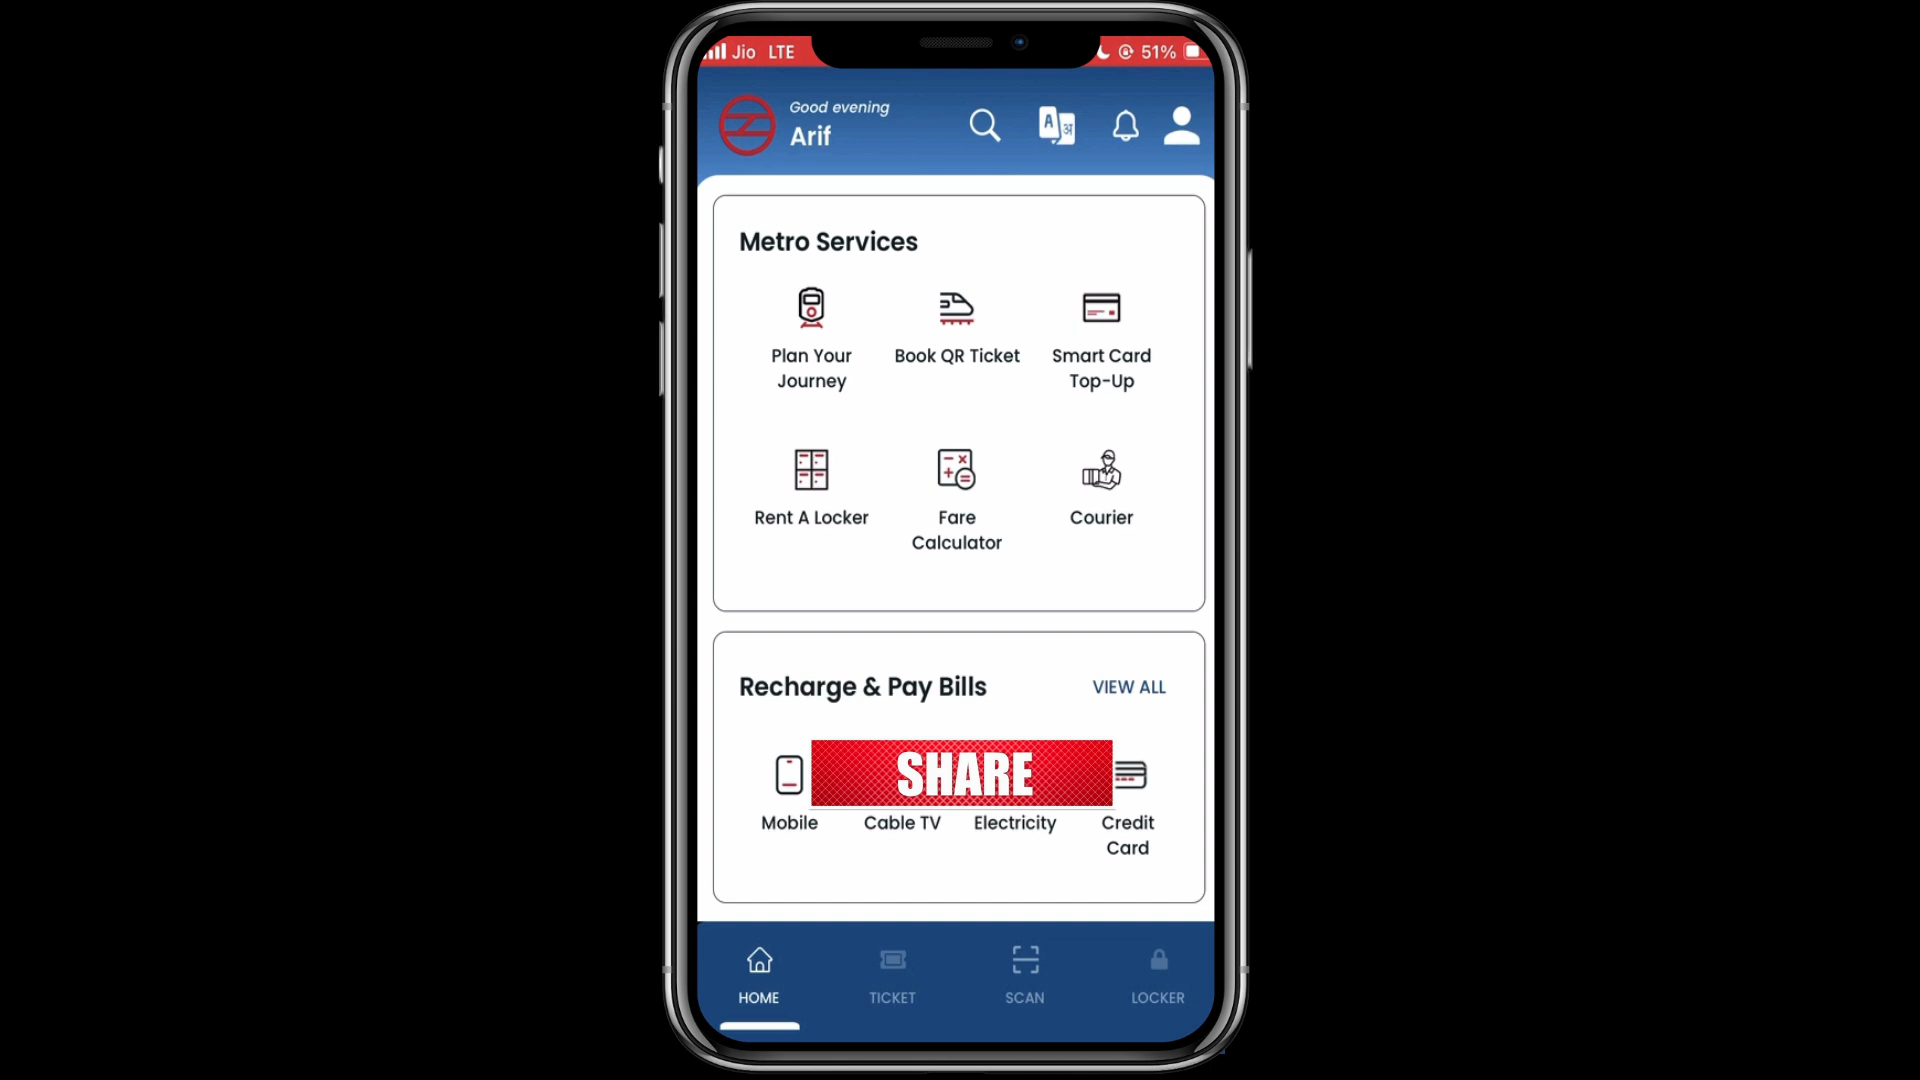 Jio LTE
51%
Good evening
Arif
A अ
Metro Services
Plan Your
Journey
Book QR Ticket
Smart Card
Top-Up
Rent A Locker
Fare
Calculator
Courier
Recharge & Pay Bills
VIEW ALL
SHARE
Mobile
Cable TV
Electricity
Credit
Card
HOME
TICKET
SCAN
LOCKER